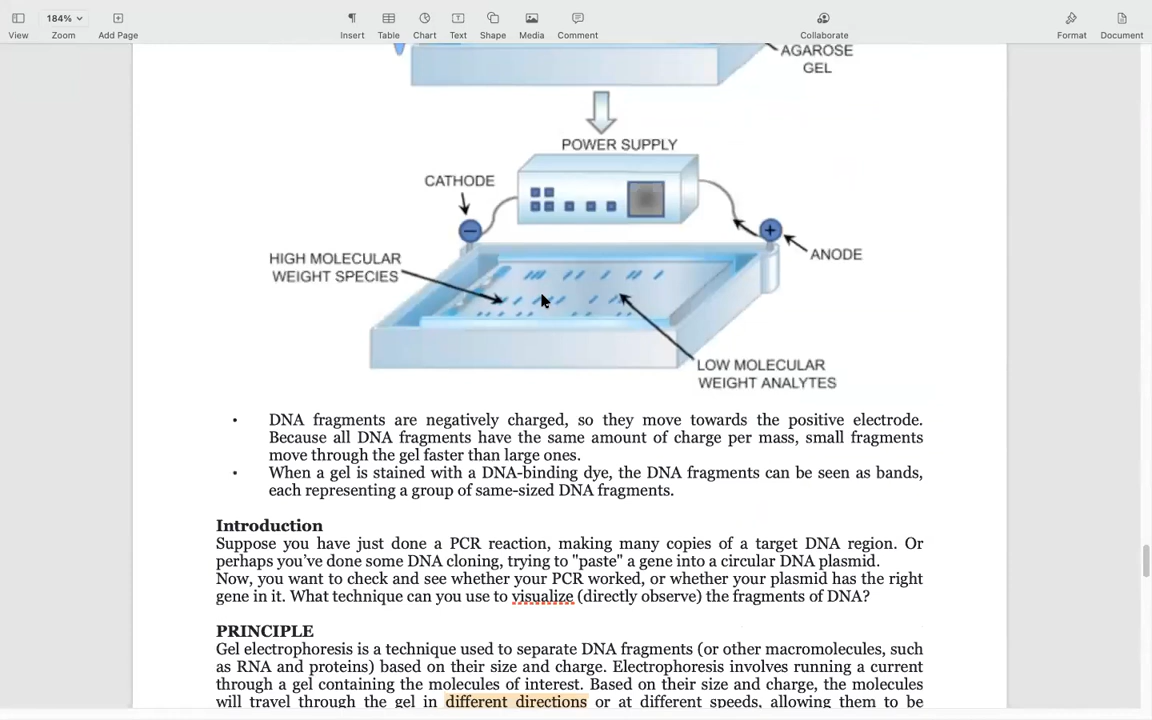 184%
View
Zoom
Add Page
Insert
Table
Chart
Text
Shape
Media
Comment
Collaborate
Format
Document
AGAROSE
GEL
POWER SUPPLY
CATHODE
−
+
ANODE
HIGH MOLECULAR
WEIGHT SPECIES
LOW MOLECULAR
WEIGHT ANALYTES
• DNA fragments are negatively charged, so they move towards the positive electrode.
Because all DNA fragments have the same amount of charge per mass, small fragments
move through the gel faster than large ones.
• When a gel is stained with a DNA-binding dye, the DNA fragments can be seen as bands,
each representing a group of same-sized DNA fragments.
Introduction
Suppose you have just done a PCR reaction, making many copies of a target DNA region. Or
perhaps you’ve done some DNA cloning, trying to "paste" a gene into a circular DNA plasmid.
Now, you want to check and see whether your PCR worked, or whether your plasmid has the right
gene in it. What technique can you use to visualize (directly observe) the fragments of DNA?
PRINCIPLE
Gel electrophoresis is a technique used to separate DNA fragments (or other macromolecules, such
as RNA and proteins) based on their size and charge. Electrophoresis involves running a current
through a gel containing the molecules of interest. Based on their size and charge, the molecules
will travel through the gel in different directions or at different speeds, allowing them to be